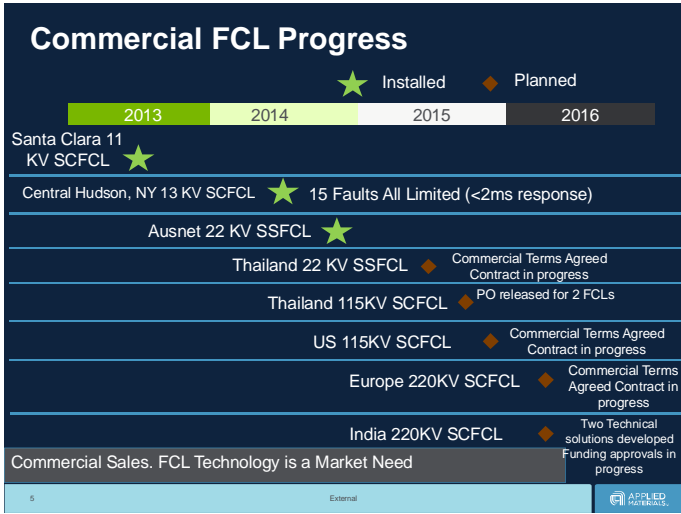 Commercial FCL Progress
Installed
Planned
2013
2014
2015
2016
Santa Clara 11
KV SCFCL
Central Hudson, NY 13 KV SCFCL
15 Faults All Limited (<2ms response)
Ausnet 22 KV SSFCL
Thailand 22 KV SSFCL
Commercial Terms Agreed
Contract in progress
Thailand 115KV SCFCL
PO released for 2 FCLs
US 115KV SCFCL
Commercial Terms Agreed
Contract in progress
Europe 220KV SCFCL
Commercial Terms
Agreed Contract in
progress
India 220KV SCFCL
Two Technical
solutions developed
Funding approvals in
progress
Commercial Sales. FCL Technology is a Market Need
5
External
APPLIED
MATERIALS